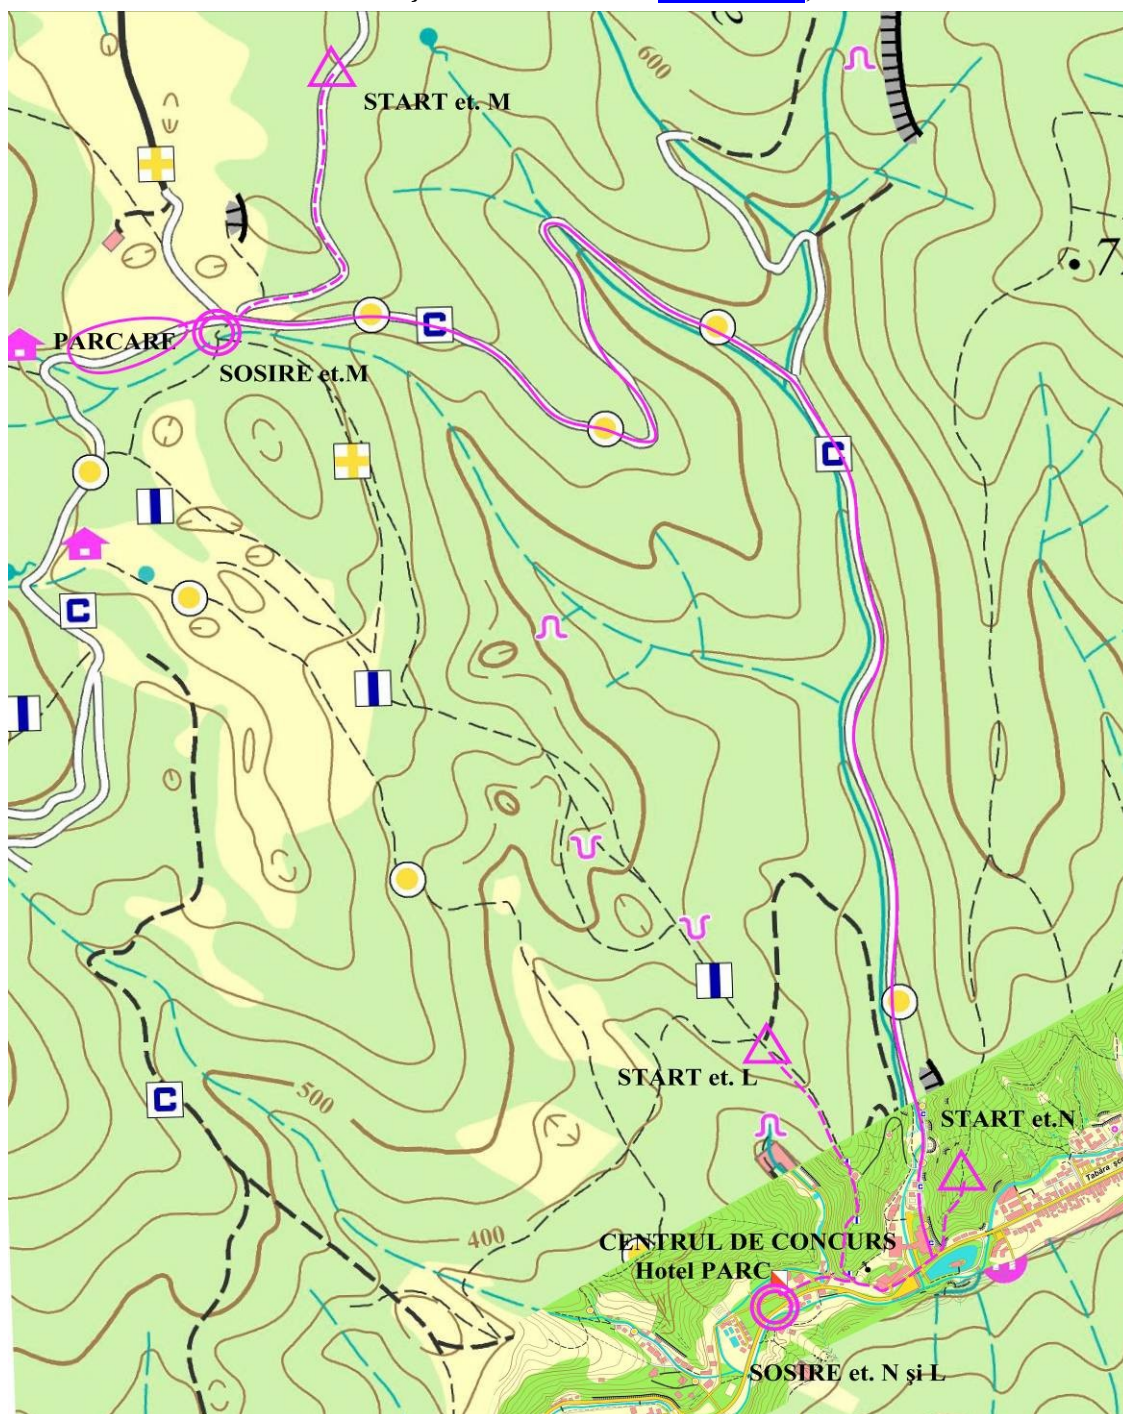 600
START et. M
PARCARE
SOSIRE et.M
C
C
C
START et. L
C
500
START et.N
400
CENTRUL DE CONCURS
Hotel PARC
SOSIRE et. N şi L